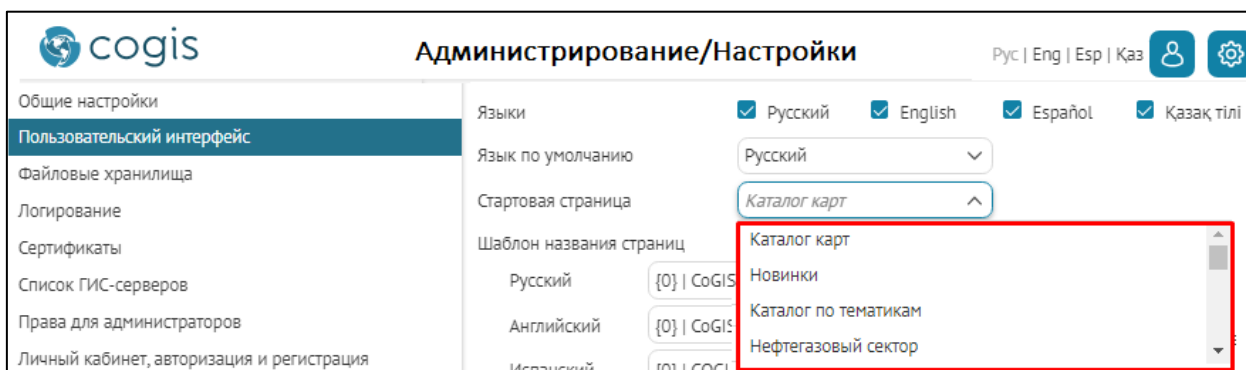 cogis
Администрирование/Настройки
Рус | Eng | Esp | Қаз
Общие настройки
Пользовательский интерфейс
Файловые хранилища
Логирование
Сертификаты
Список ГИС-серверов
Права для администраторов
Личный кабинет, авторизация и регистрация
Языки
Русский
English
Español
Қазақ тілі
Язык по умолчанию
Русский
Стартовая страница
Каталог карт
Каталог карт
Новинки
Каталог по тематикам
Нефтегазовый сектор
Шаблон названия страниц
Русский
{0} | CoGIS
Английский
{0} | CoGIS
Испанский